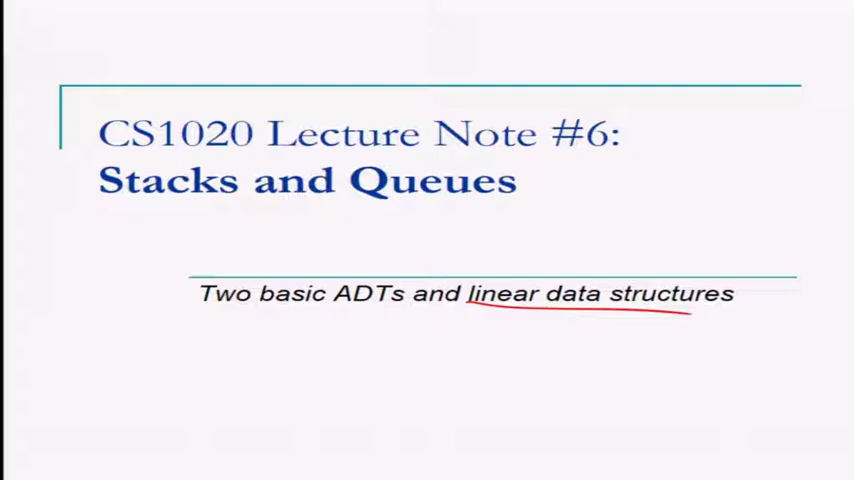 CS1020 Lecture Note #6:
Stacks and Queues
Two basic ADTs and linear data structures